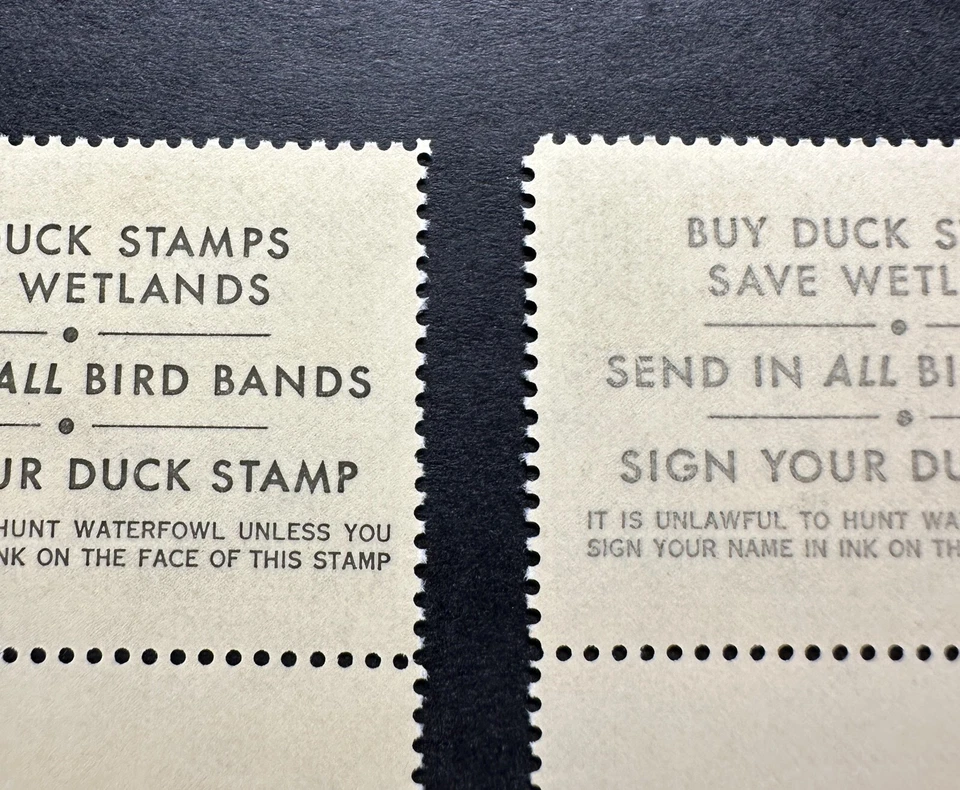 DUCK STAMPS
WETLANDS
ALL BIRD BANDS
UR DUCK STAMP
HUNT WATERFOWL UNLESS YOU
NK ON THE FACE OF THIS STAMP
BUY DUCK S
SAVE WETL
SEND IN ALL BI
SIGN YOUR DU
IT IS UNLAWFUL TO HUNT WA
SIGN YOUR NAME IN INK ON TH